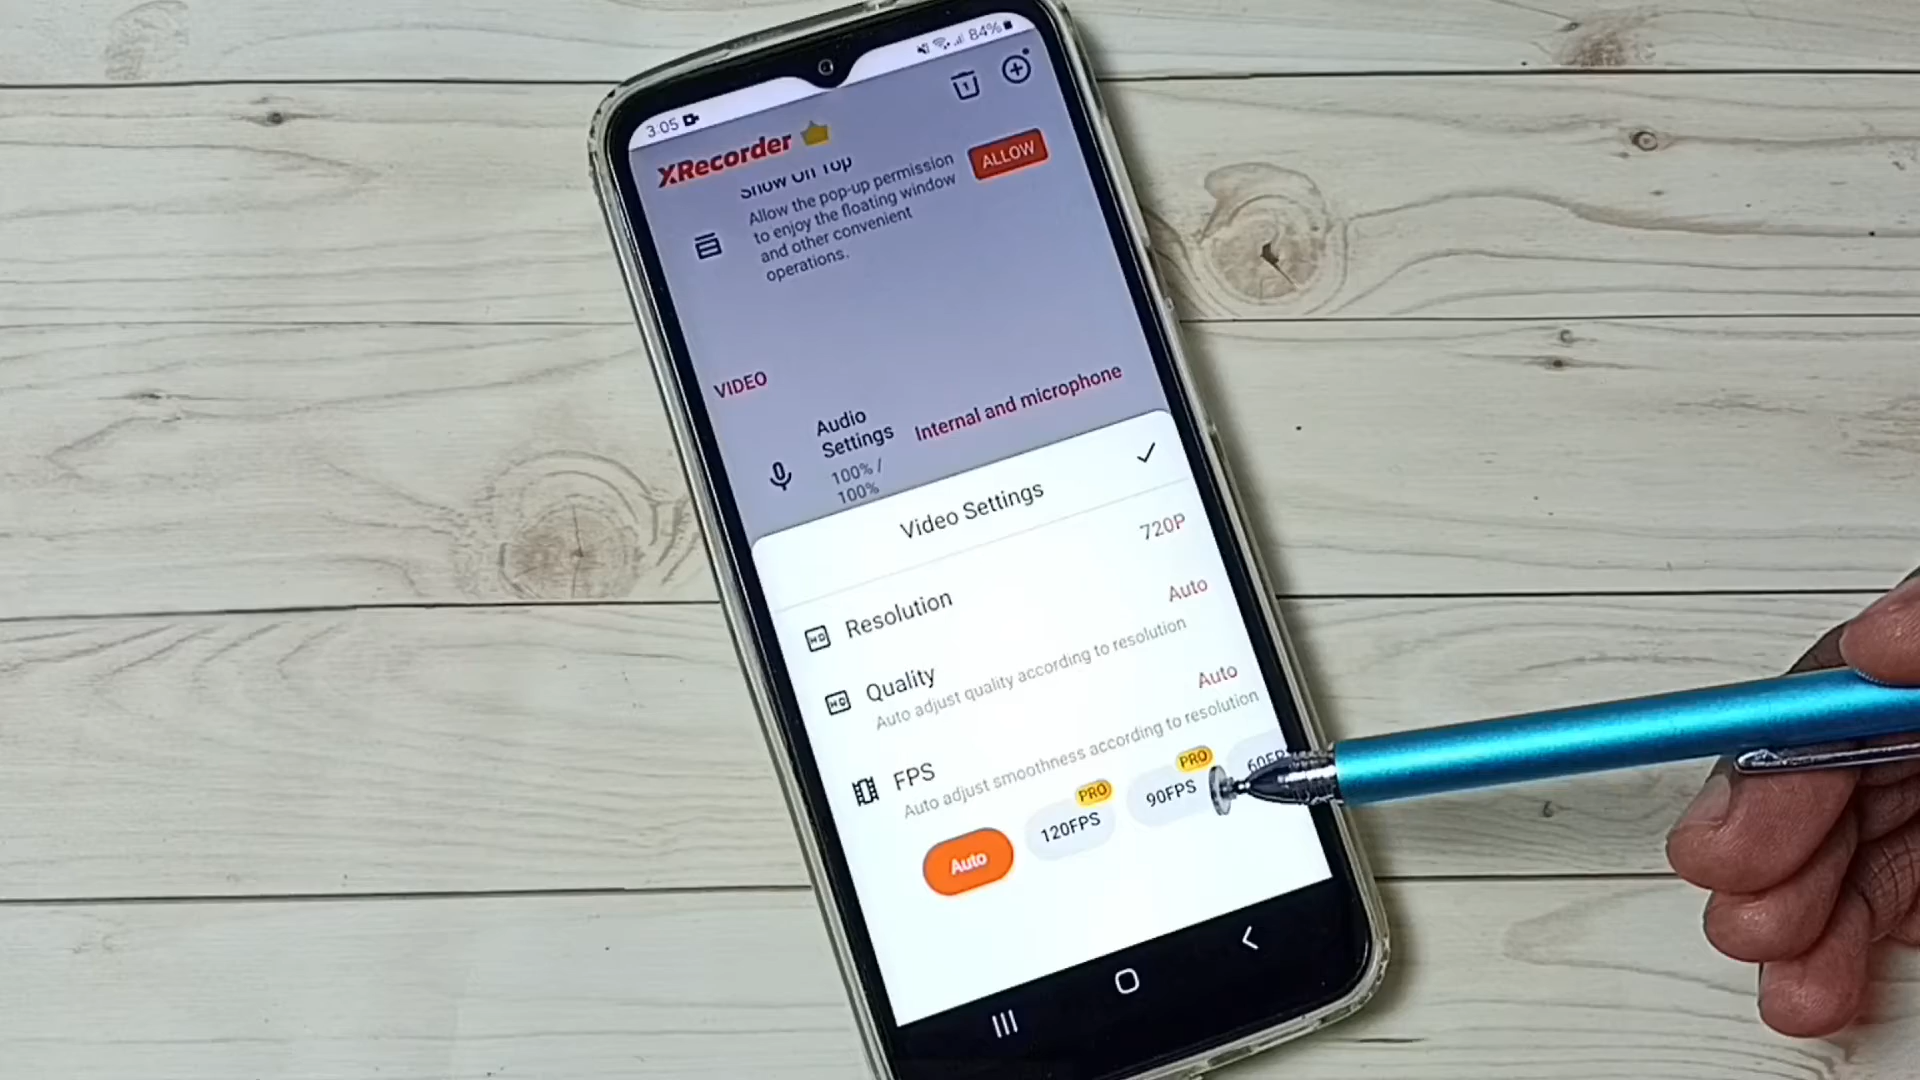 3:05
84%
XRecorder
1
Show On Top
Allow the pop-up permission
to enjoy the floating window
and other convenient
operations.
ALLOW
VIDEO
Audio
Settings
100% /
100%
Internal and microphone
Video Settings
Resolution
720P
Quality
Auto
Auto adjust quality according to resolution
FPS
Auto
Auto adjust smoothness according to resolution
Auto
120FPS
PRO
90FPS
PRO